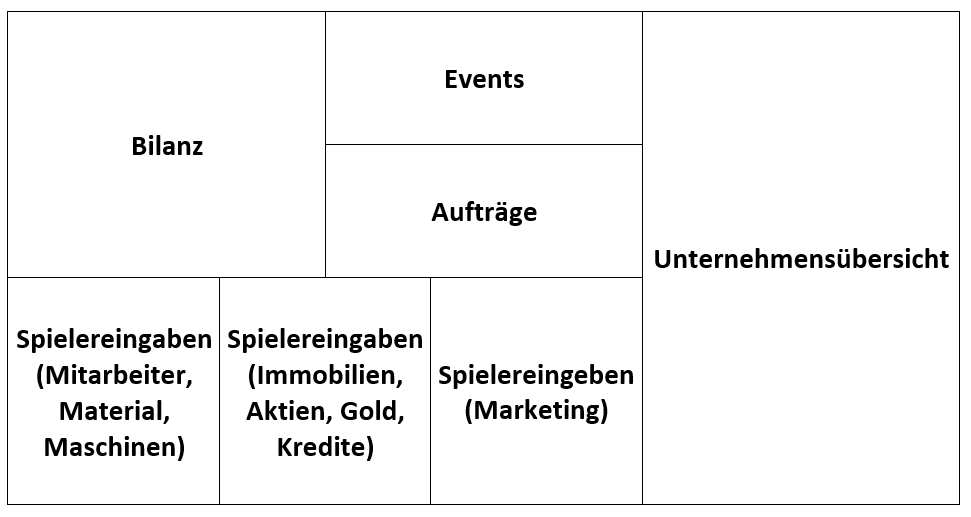 Bilanz
Events
Aufträge
Unternehmensübersicht
Spielereingaben
(Mitarbeiter,
Material,
Maschinen)
Spielereingaben
(Immobilien,
Aktien, Gold,
Kredite)
Spielereingeben
(Marketing)